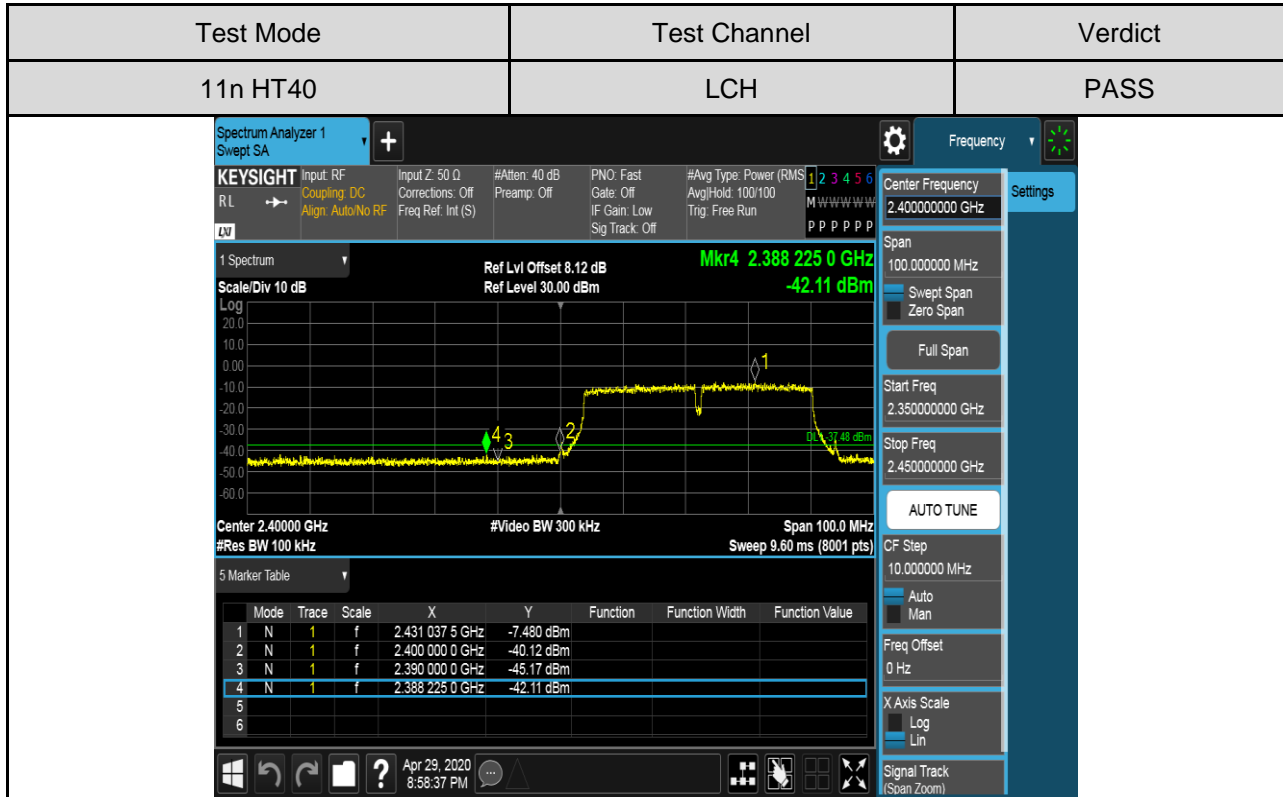 Test Mode Test Channel Verdict
11n HT40 LCH PASS
Spectrum Analyzer 1
Swept SA
+
Frequency
KEYSIGHT
RL
LXI
Input: RF
Coupling: DC
Align: Auto/No RF
Input Z: 50 Ω
Corrections: Off
Freq Ref: Int (S)
#Atten: 40 dB
Preamp: Off
PNO: Fast
Gate: Off
IF Gain: Low
Sig Track: Off
#Avg Type: Power (RMS
Avg|Hold: 100/100
Trig: Free Run
1 2 3 4 5 6
M W W W W W
P P P P P P
1 Spectrum
Scale/Div 10 dB
Ref Lvl Offset 8.12 dB
Ref Level 30.00 dBm
Mkr4 2.388 225 0 GHz
-42.11 dBm
Log
20.0
10.0
0.00
-10.0
-20.0
-30.0
-40.0
-50.0
-60.0
1
2
4
3
DL1 -37.48 dBm
Center 2.40000 GHz #Video BW 300 kHz Span 100.0 MHz
#Res BW 100 kHz Sweep 9.60 ms (8001 pts)
5 Marker Table
Mode Trace Scale X Y Function Function Width Function Value
1 N 1 f 2.431 037 5 GHz -7.480 dBm
2 N 1 f 2.400 000 0 GHz -40.12 dBm
3 N 1 f 2.390 000 0 GHz -45.17 dBm
4 N 1 f 2.388 225 0 GHz -42.11 dBm
5
6
?
Apr 29, 2020
8:58:37 PM
Center Frequency
2.400000000 GHz
Settings
Span
100.000000 MHz
Swept Span
Zero Span
Full Span
Start Freq
2.350000000 GHz
Stop Freq
2.450000000 GHz
AUTO TUNE
CF Step
10.000000 MHz
Auto
Man
Freq Offset
0 Hz
X Axis Scale
Log
Lin
Signal Track
(Span Zoom)